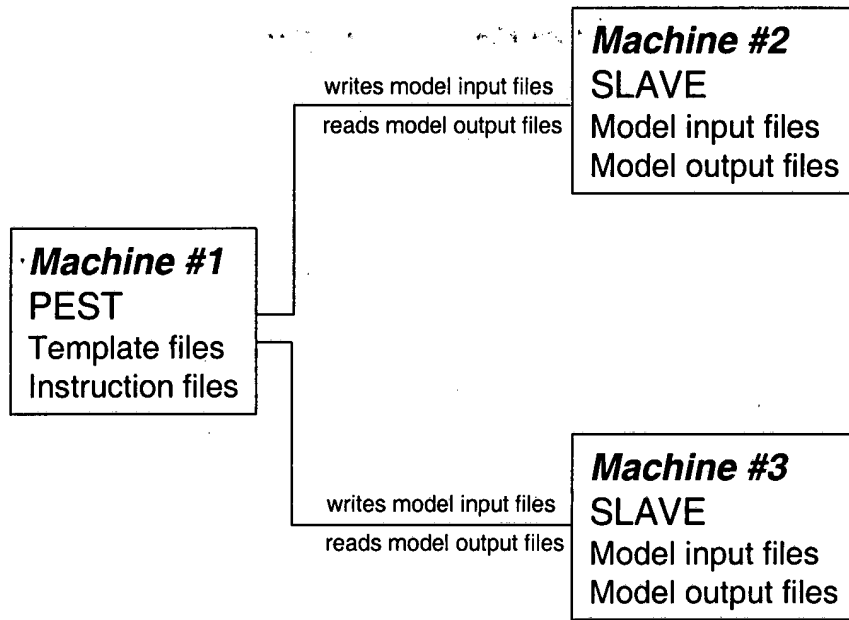 Machine #2
SLAVE
Model input files
Model output files
writes model input files
reads model output files
Machine #1
PEST
Template files
Instruction files
writes model input files
reads model output files
Machine #3
SLAVE
Model input files
Model output files